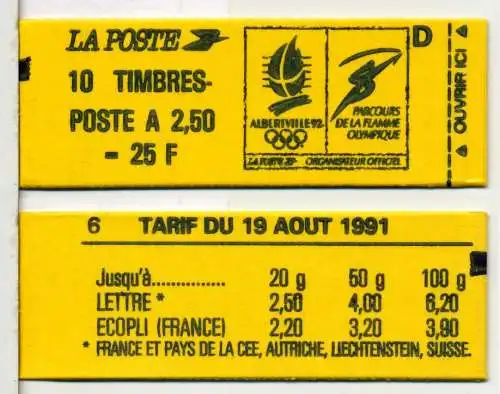 LA POSTE
10 TIMBRES-
POSTE A 2,50
- 25 F
ALBERTVILLE 92
PARCOURS
DE LA FLAMME
OLYMPIQUE
LA POSTE
ORGANISATEUR OFFICIEL
D
OUVRIR ICI
6 TARIF DU 19 AOUT 1991
Jusqu'à............... 20 g 50 g 100 g
LETTRE * 2,50 4,00 6,20
ECOPLI (FRANCE) 2,20 3,20 3,90
* FRANCE ET PAYS DE LA CEE, AUTRICHE, LIECHTENSTEIN, SUISSE.